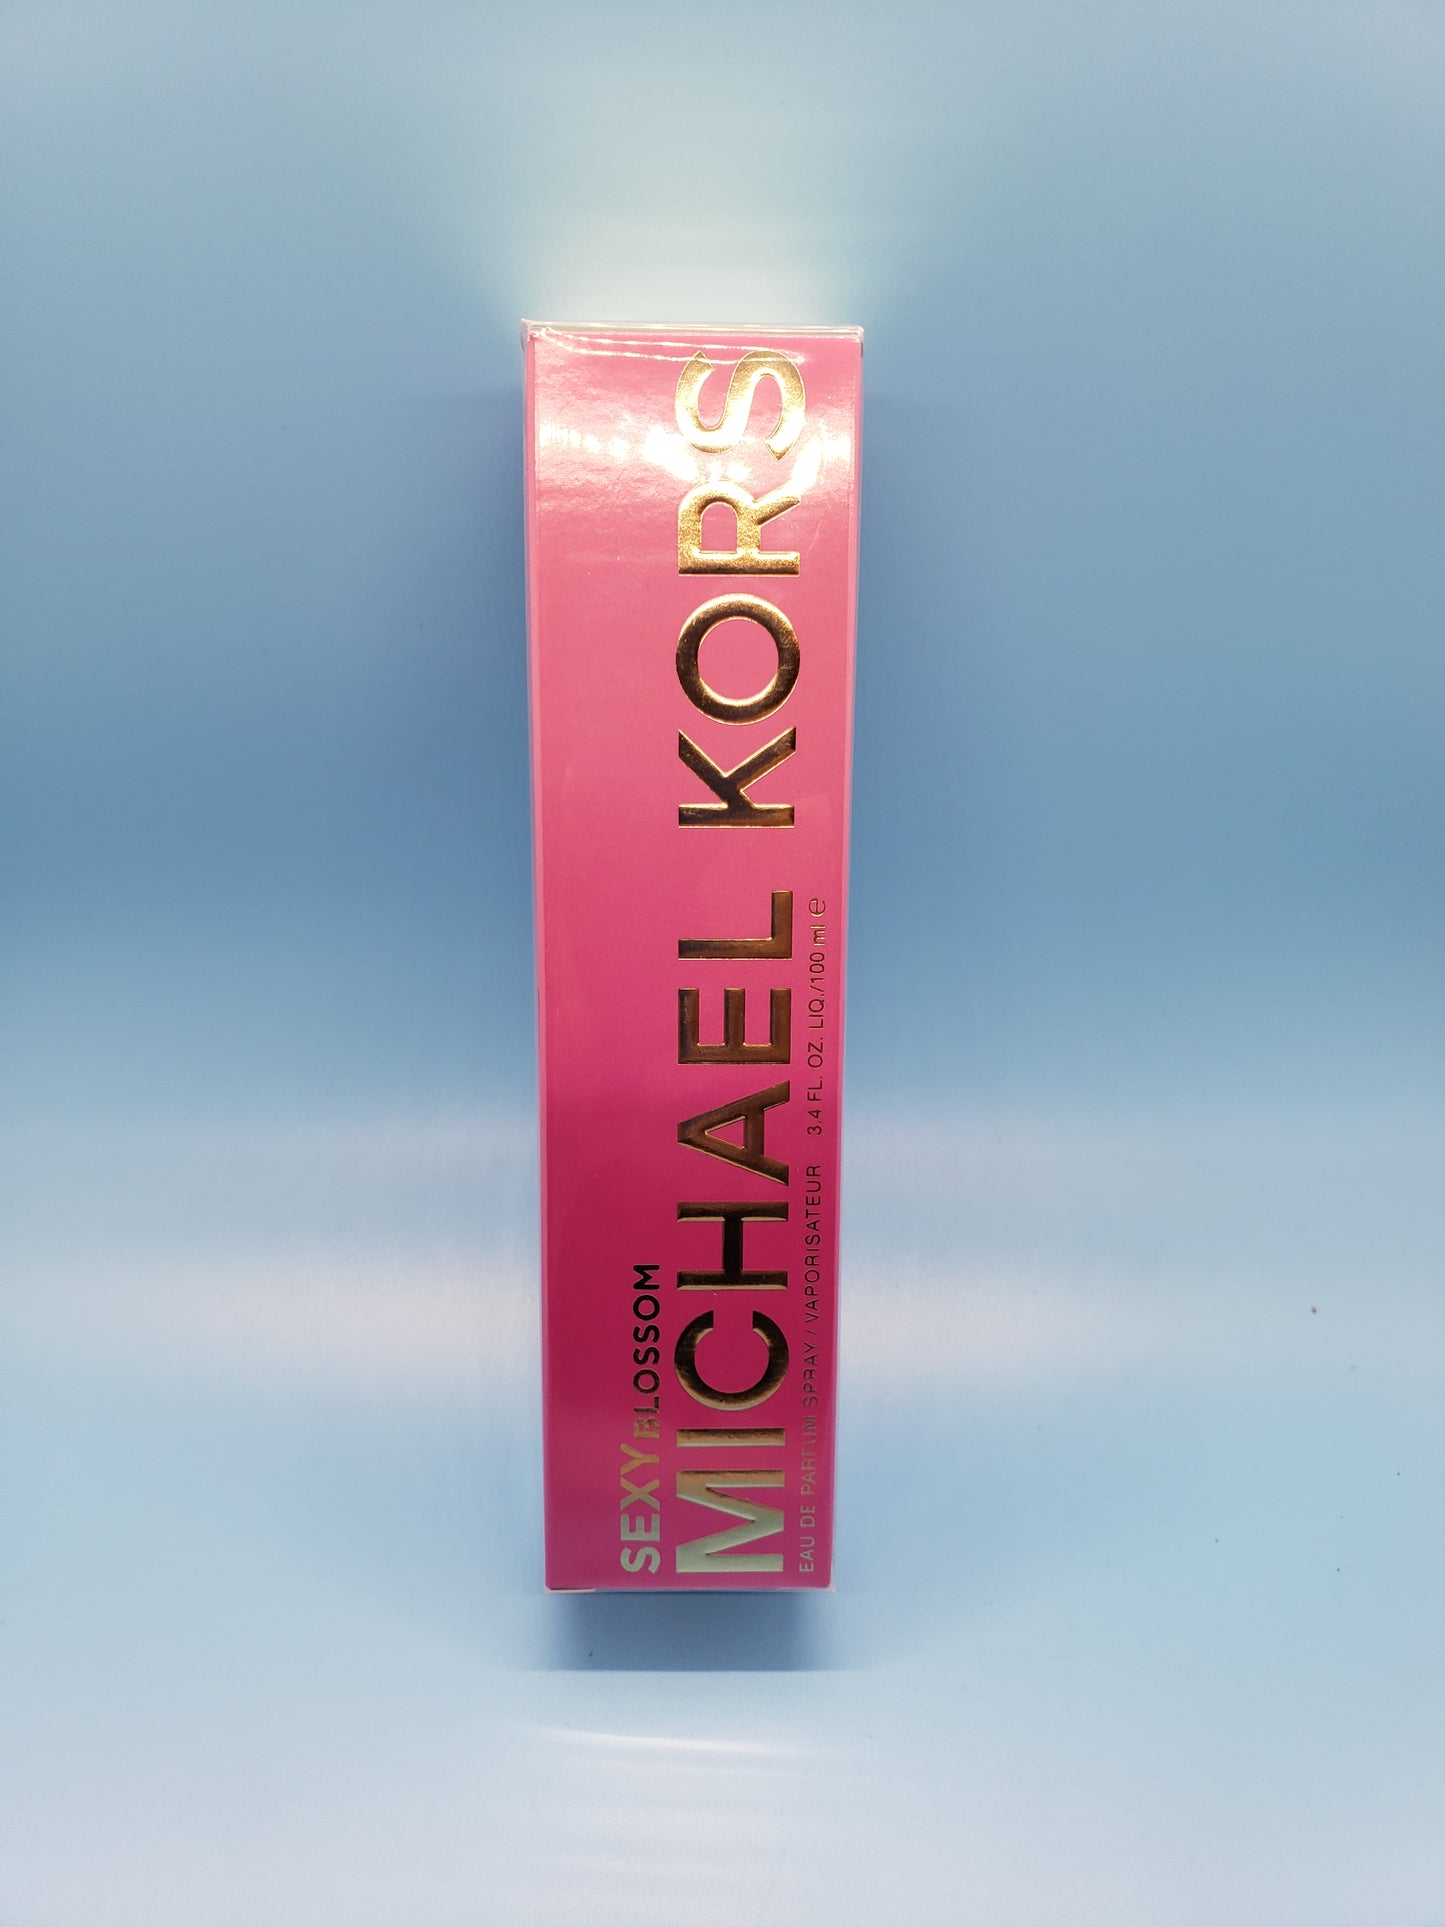 SEXY BLOSSOM
MICHAEL KORS
EAU DE PARFUM SPRAY / VAPORISATEUR 3.4 FL. OZ. LIQ./100 ml ℮